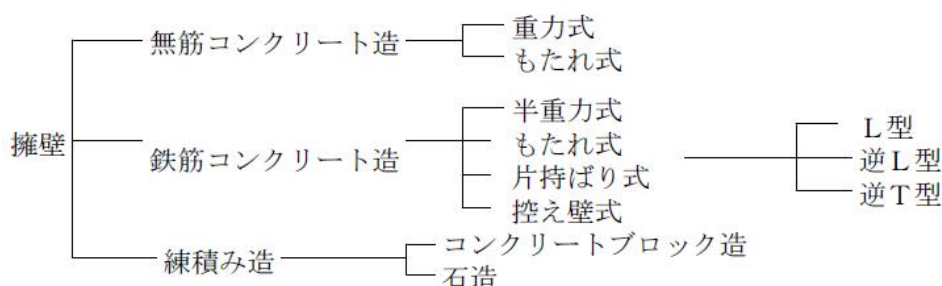 擁壁
無筋コンクリート造
重力式
もたれ式
鉄筋コンクリート造
半重力式
もたれ式
片持ばり式
控え壁式
L型
逆L型
逆T型
練積み造
コンクリートブロック造
石造